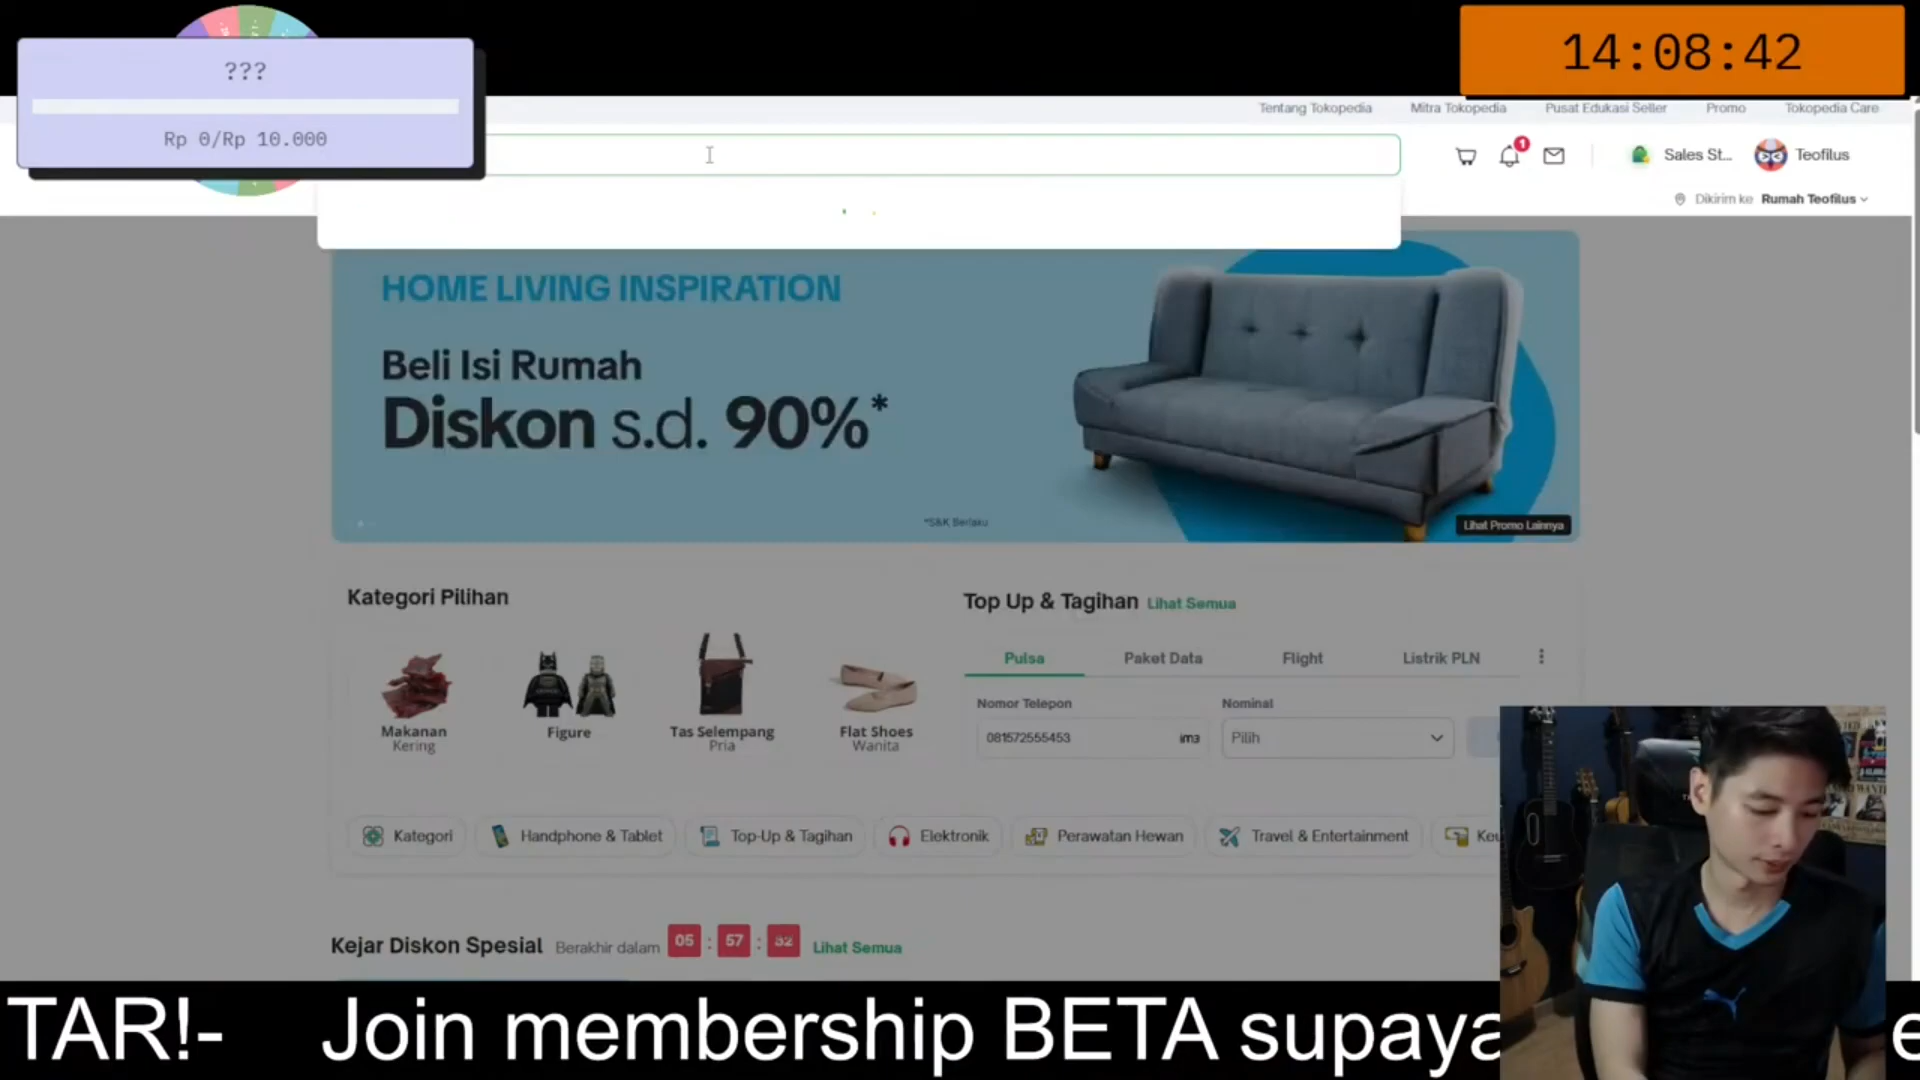 ???
Rp 0/Rp 10.000
14:08:42
Tentang Tokopedia Mitra Tokopedia Pusat Edukasi Seller Promo Tokopedia Care
1
Sales St... Teofilus
Dikirim ke Rumah Teofilus
HOME LIVING INSPIRATION
Beli Isi Rumah
Diskon s.d. 90%*
*S&K Berlaku
Lihat Promo Lainnya
Kategori Pilihan
Makanan
Kering
Figure
Tas Selempang
Pria
Flat Shoes
Wanita
Top Up & Tagihan Lihat Semua
Pulsa Paket Data Flight Listrik PLN
Nomor Telepon Nominal
081572555453 im3 Pilih
Kategori Handphone & Tablet Top-Up & Tagihan Elektronik Perawatan Hewan Travel & Entertainment Keu
Kejar Diskon Spesial Berakhir dalam 05 : 57 : 32 Lihat Semua
TAR!- Join membership BETA supaya e